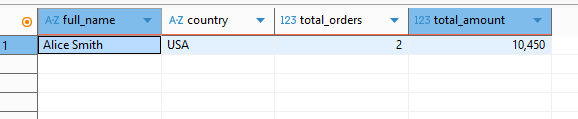 A-Z full_name A-Z country 123 total_orders 123 total_amount
1 Alice Smith USA 2 10,450